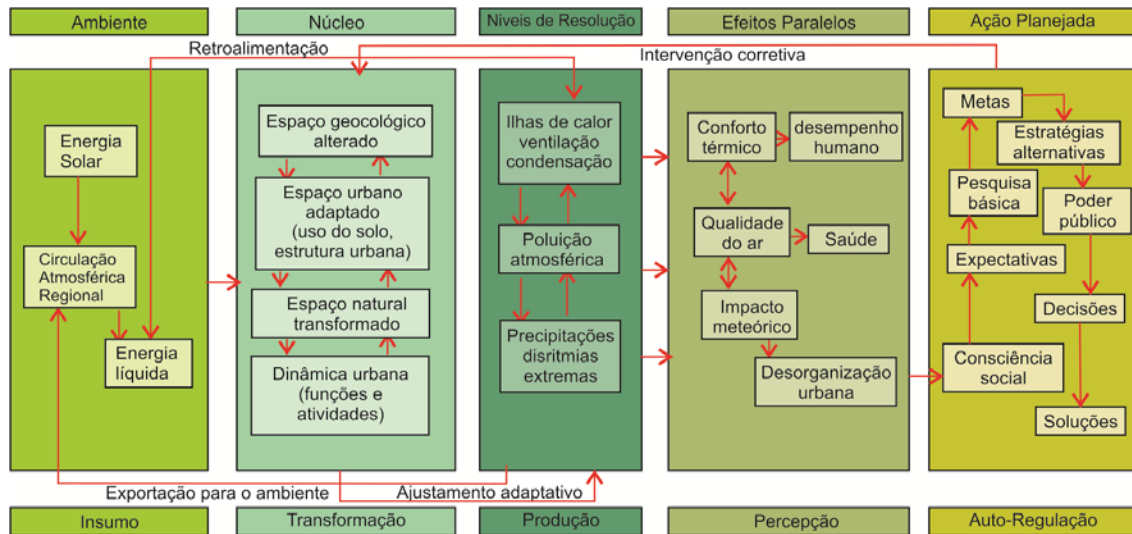 Ambiente
Núcleo
Niveis de Resolução
Efeitos Paralelos
Ação Planejada
Retroalimentação
Intervenção corretiva
Energia
Solar
Circulação
Atmosférica
Regional
Energia
líquida
Espaço geocológico
alterado
Espaço urbano
adaptado
(uso do solo,
estrutura urbana)
Espaço natural
transformado
Dinâmica urbana
(funções e
atividades)
Ilhas de calor
ventilação
condensação
Poluição
atmosférica
Precipitações
disritmias
extremas
Conforto
térmico
desempenho
humano
Qualidade
do ar
Saúde
Impacto
meteórico
Desorganização
urbana
Metas
Estratégias
alternativas
Pesquisa
básica
Poder
público
Expectativas
Decisões
Consciência
social
Soluções
Exportação para o ambiente
Ajustamento adaptativo
Insumo
Transformação
Produção
Percepção
Auto-Regulação